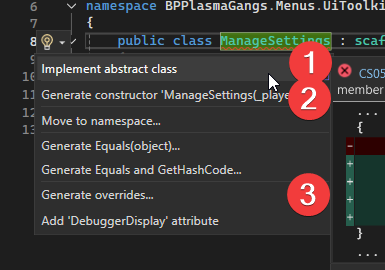 6
namespace BPPlasmaGangs.Menus.UiToolki
7
{
8
public class ManageSettings : scaf
9
Implement abstract class
1
CS05
10
Generate constructor 'ManageSettings(_playe
2
member
11
Move to namespace...
...
12
{
13
Generate Equals(object)...
-
Generate Equals and GetHashCode...
+
+
Generate overrides...
3
+
+
Add 'DebuggerDisplay' attribute
}
...